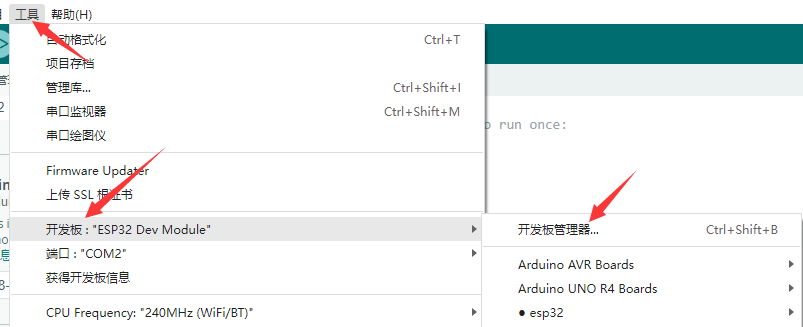 工具 帮助(H)
自动格式化 Ctrl+T
项目存档
管理库... Ctrl+Shift+I
串口监视器 Ctrl+Shift+M
串口绘图仪
run once:
Firmware Updater
上传 SSL 根证书
开发板 : "ESP32 Dev Module"
开发板管理器... Ctrl+Shift+B
端口 : "COM2"
获得开发板信息
Arduino AVR Boards
Arduino UNO R4 Boards
CPU Frequency: "240MHz (WiFi/BT)"
● esp32